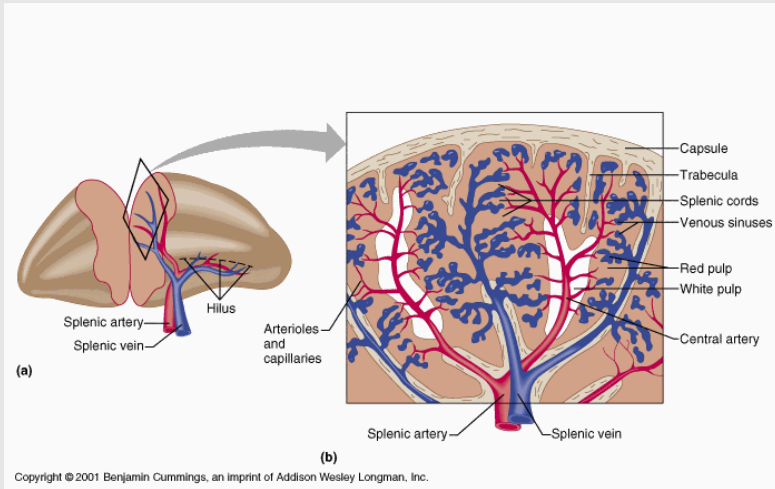 Hilus
Splenic artery
Splenic vein
(a)
Capsule
Trabecula
Splenic cords
Venous sinuses
Red pulp
White pulp
Central artery
Arterioles
and
capillaries
Splenic artery
Splenic vein
(b)
Copyright © 2001 Benjamin Cummings, an imprint of Addison Wesley Longman, Inc.